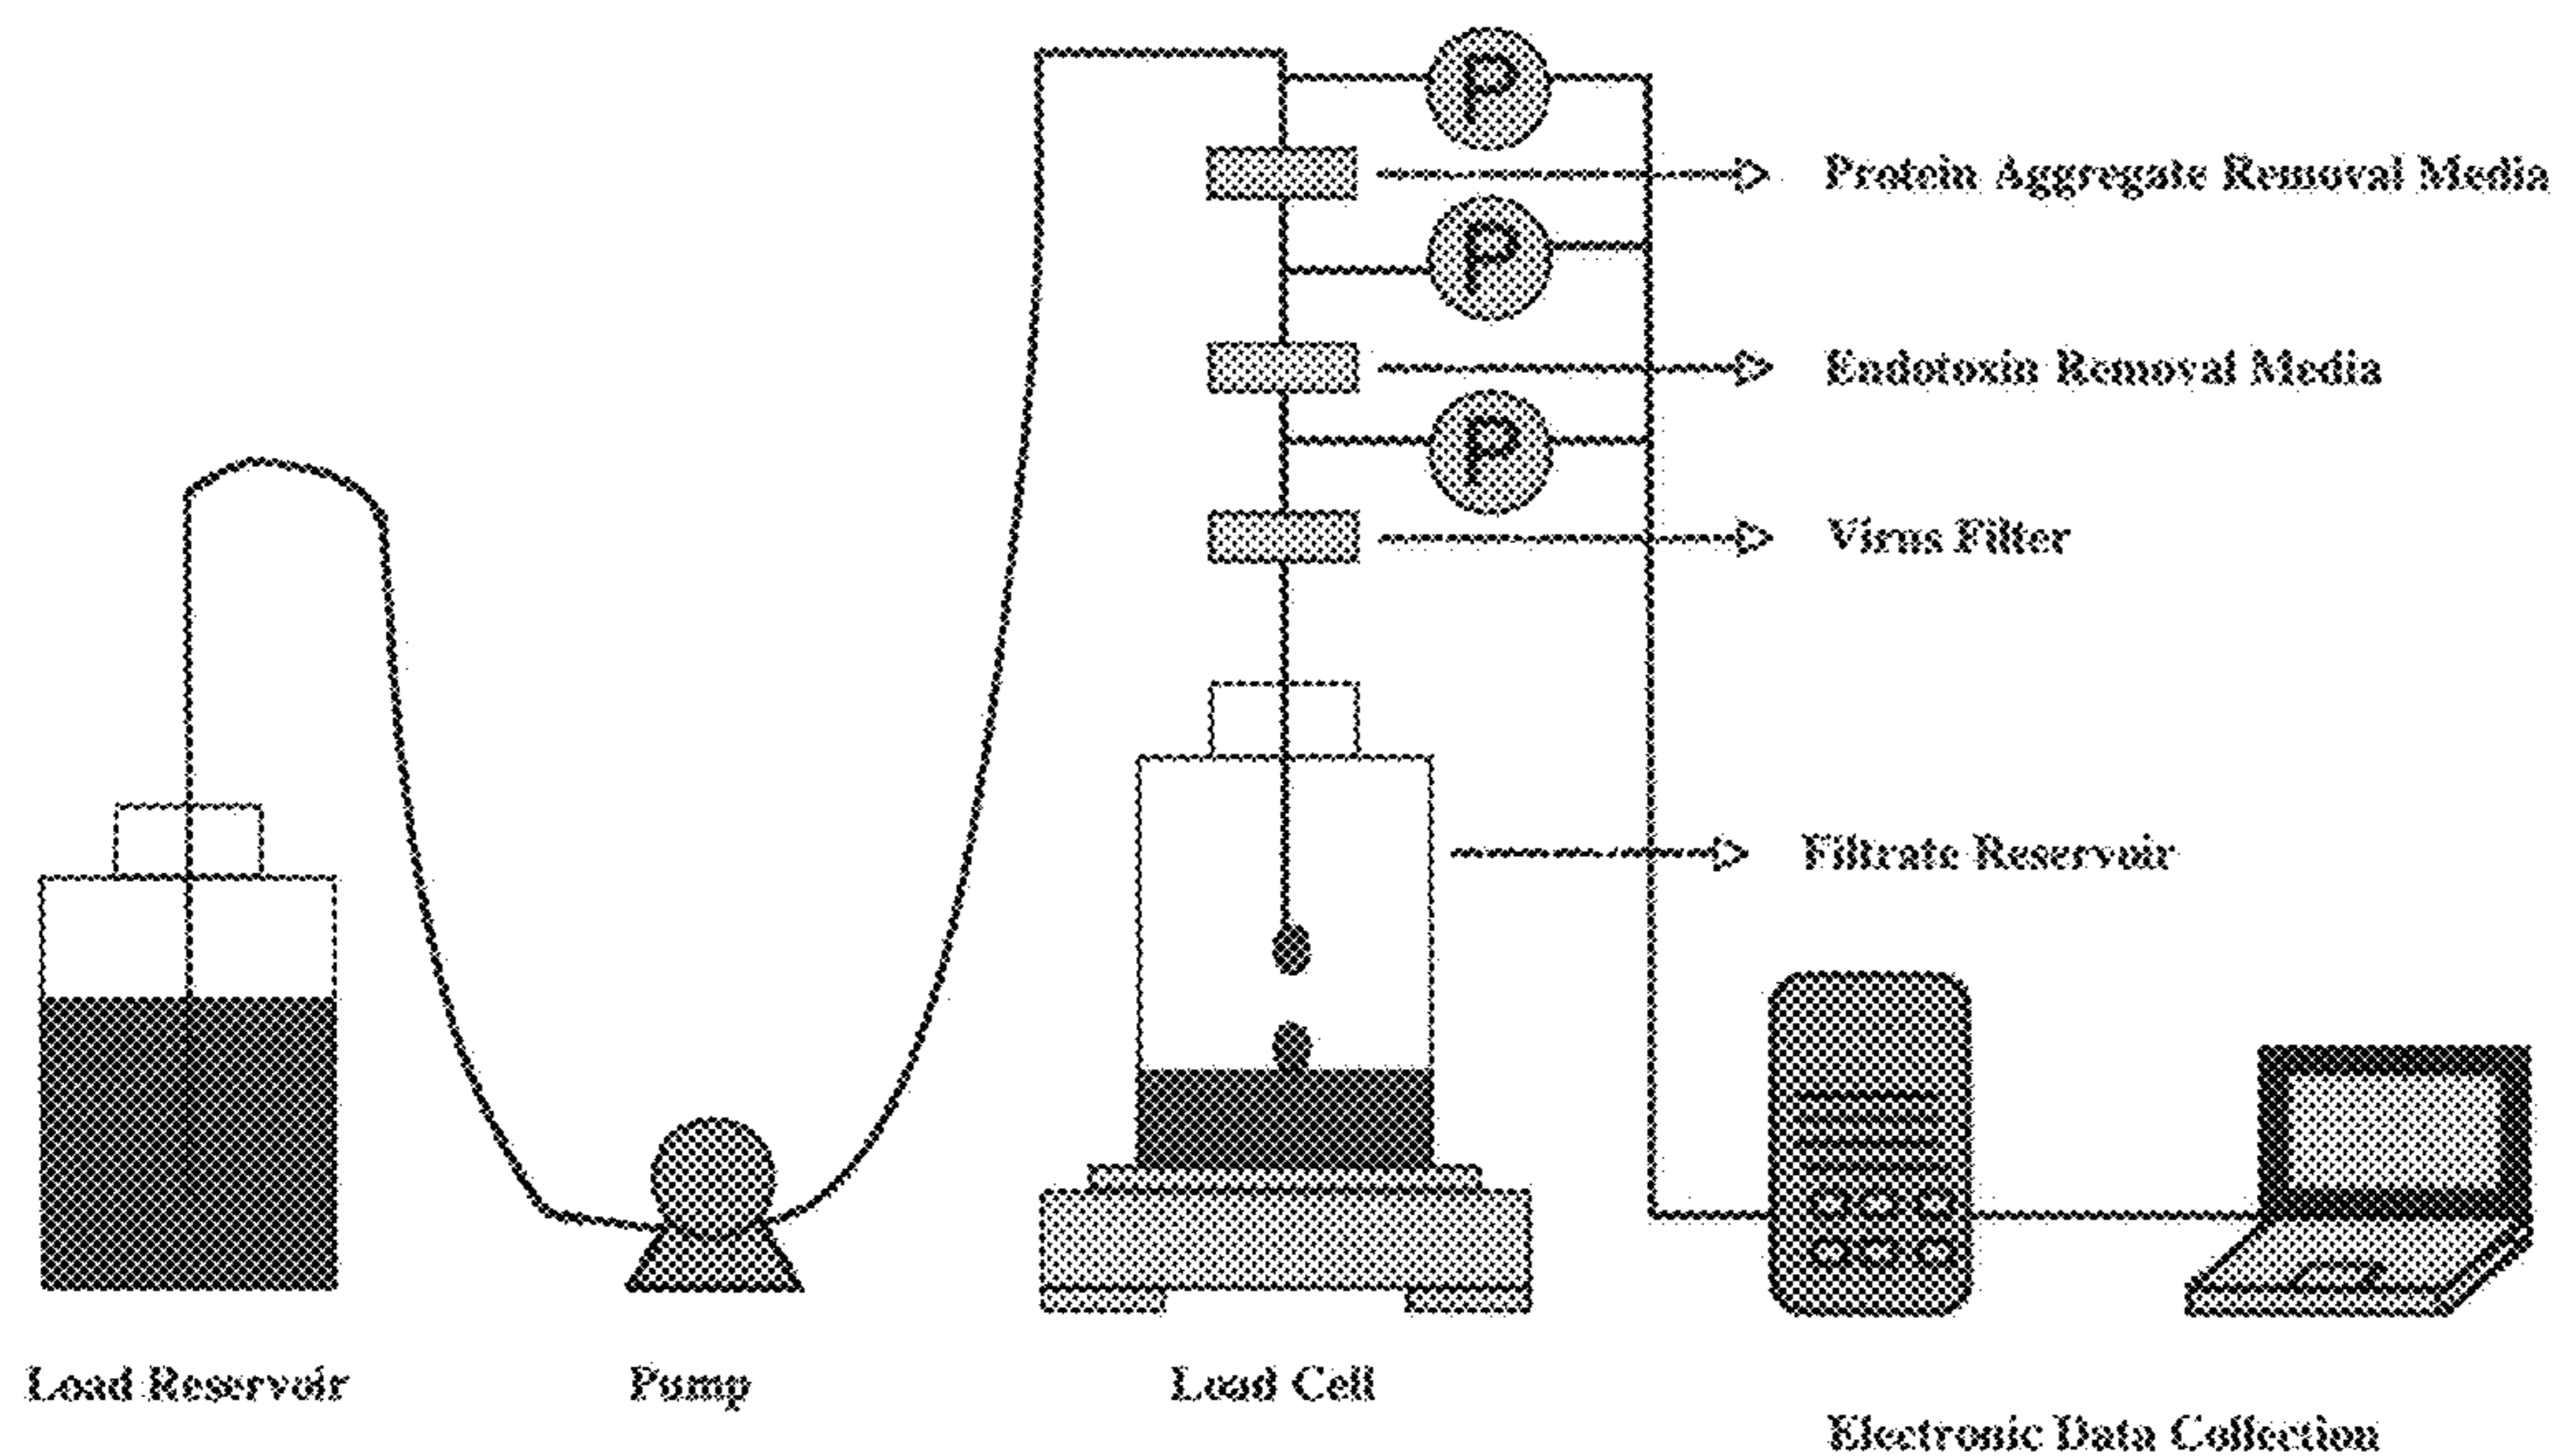 P
Protein Aggregate Removal Media
P
Endotoxin Removal Media
P
Virus Filter
Filtrate Reservoir
Load Reservoir
Pump
Load Cell
Electronic Data Collection